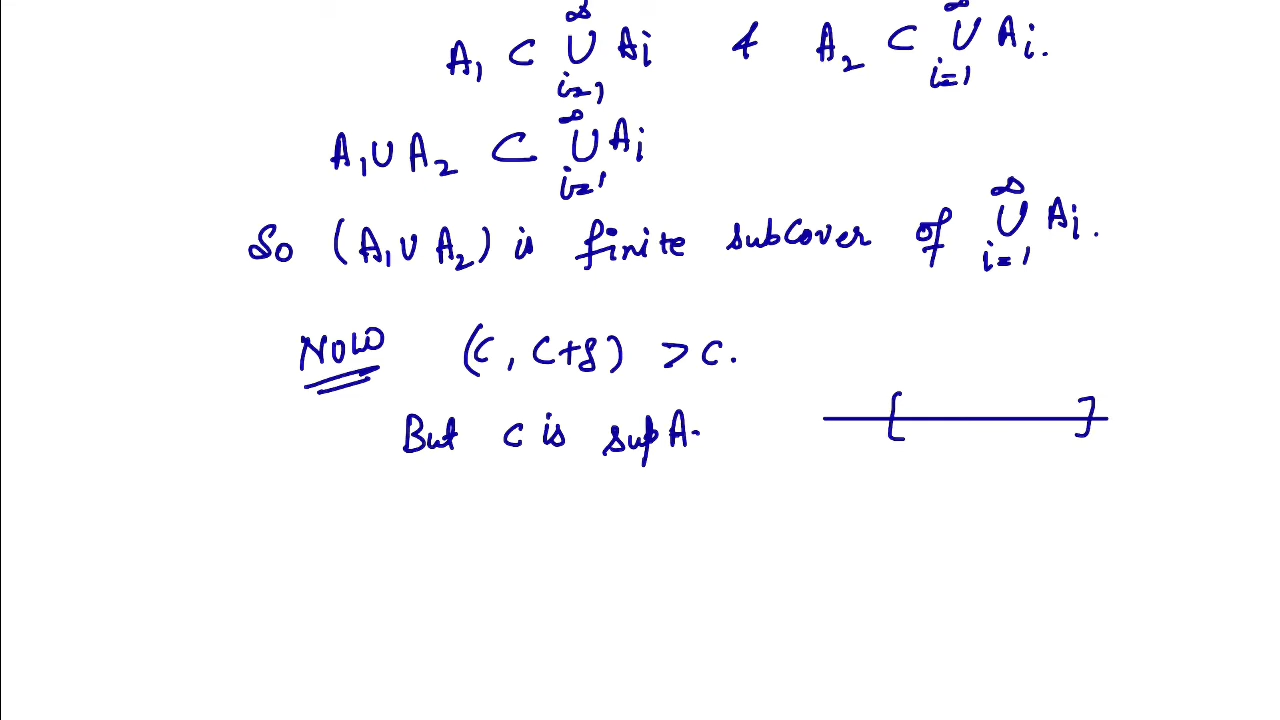 A₁ ⊂ ∞⋃i=1 Ai & A₂ ⊂ ∞⋃i=1 Ai.
A₁ ∪ A₂ ⊂ ∞⋃i=1 Ai
So (A₁ ∪ A₂) is finite subcover of ∞⋃i=1 Ai.
NOW (C, C+δ) > C.
But C is sup A.